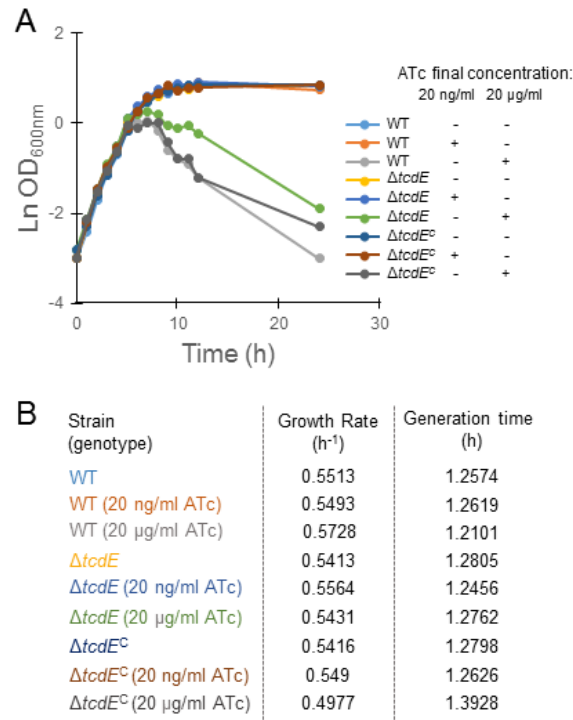 A
ATc final concentration:
20 ng/ml 20 µg/ml
WT - -
WT + -
WT - +
ΔtcdE - -
ΔtcdE + -
ΔtcdE - +
ΔtcdEᶜ - -
ΔtcdEᶜ + -
ΔtcdEᶜ - +
Ln OD600nm
2
0
-2
-4
0 10 20 30
Time (h)
B
Strain Growth Rate Generation time
(genotype) (h⁻¹) (h)
WT 0.5513 1.2574
WT (20 ng/ml ATc) 0.5493 1.2619
WT (20 µg/ml ATc) 0.5728 1.2101
ΔtcdE 0.5413 1.2805
ΔtcdE (20 ng/ml ATc) 0.5564 1.2456
ΔtcdE (20 µg/ml ATc) 0.5431 1.2762
ΔtcdEᶜ 0.5416 1.2798
ΔtcdEᶜ (20 ng/ml ATc) 0.549 1.2626
ΔtcdEᶜ (20 µg/ml ATc) 0.4977 1.3928